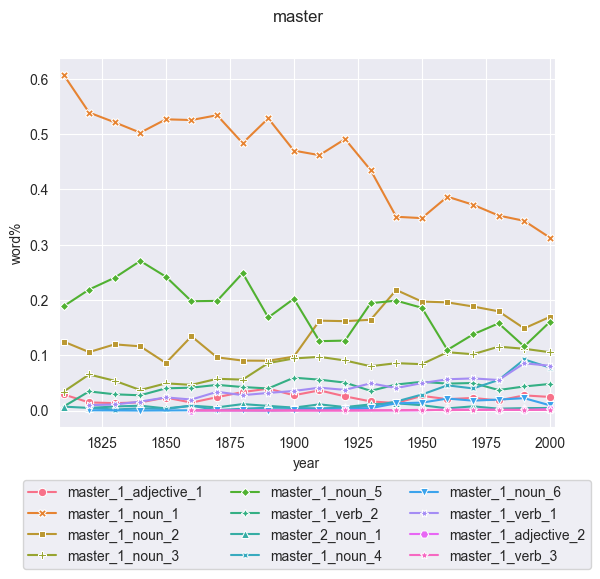 master
0.6
0.5
0.4
0.3
0.2
0.1
0.0
word%
1825 1850 1875 1900 1925 1950 1975 2000
year
master_1_adjective_1 master_1_noun_5 master_1_noun_6
master_1_noun_1 master_1_verb_2 master_1_verb_1
master_1_noun_2 master_2_noun_1 master_1_adjective_2
master_1_noun_3 master_1_noun_4 master_1_verb_3